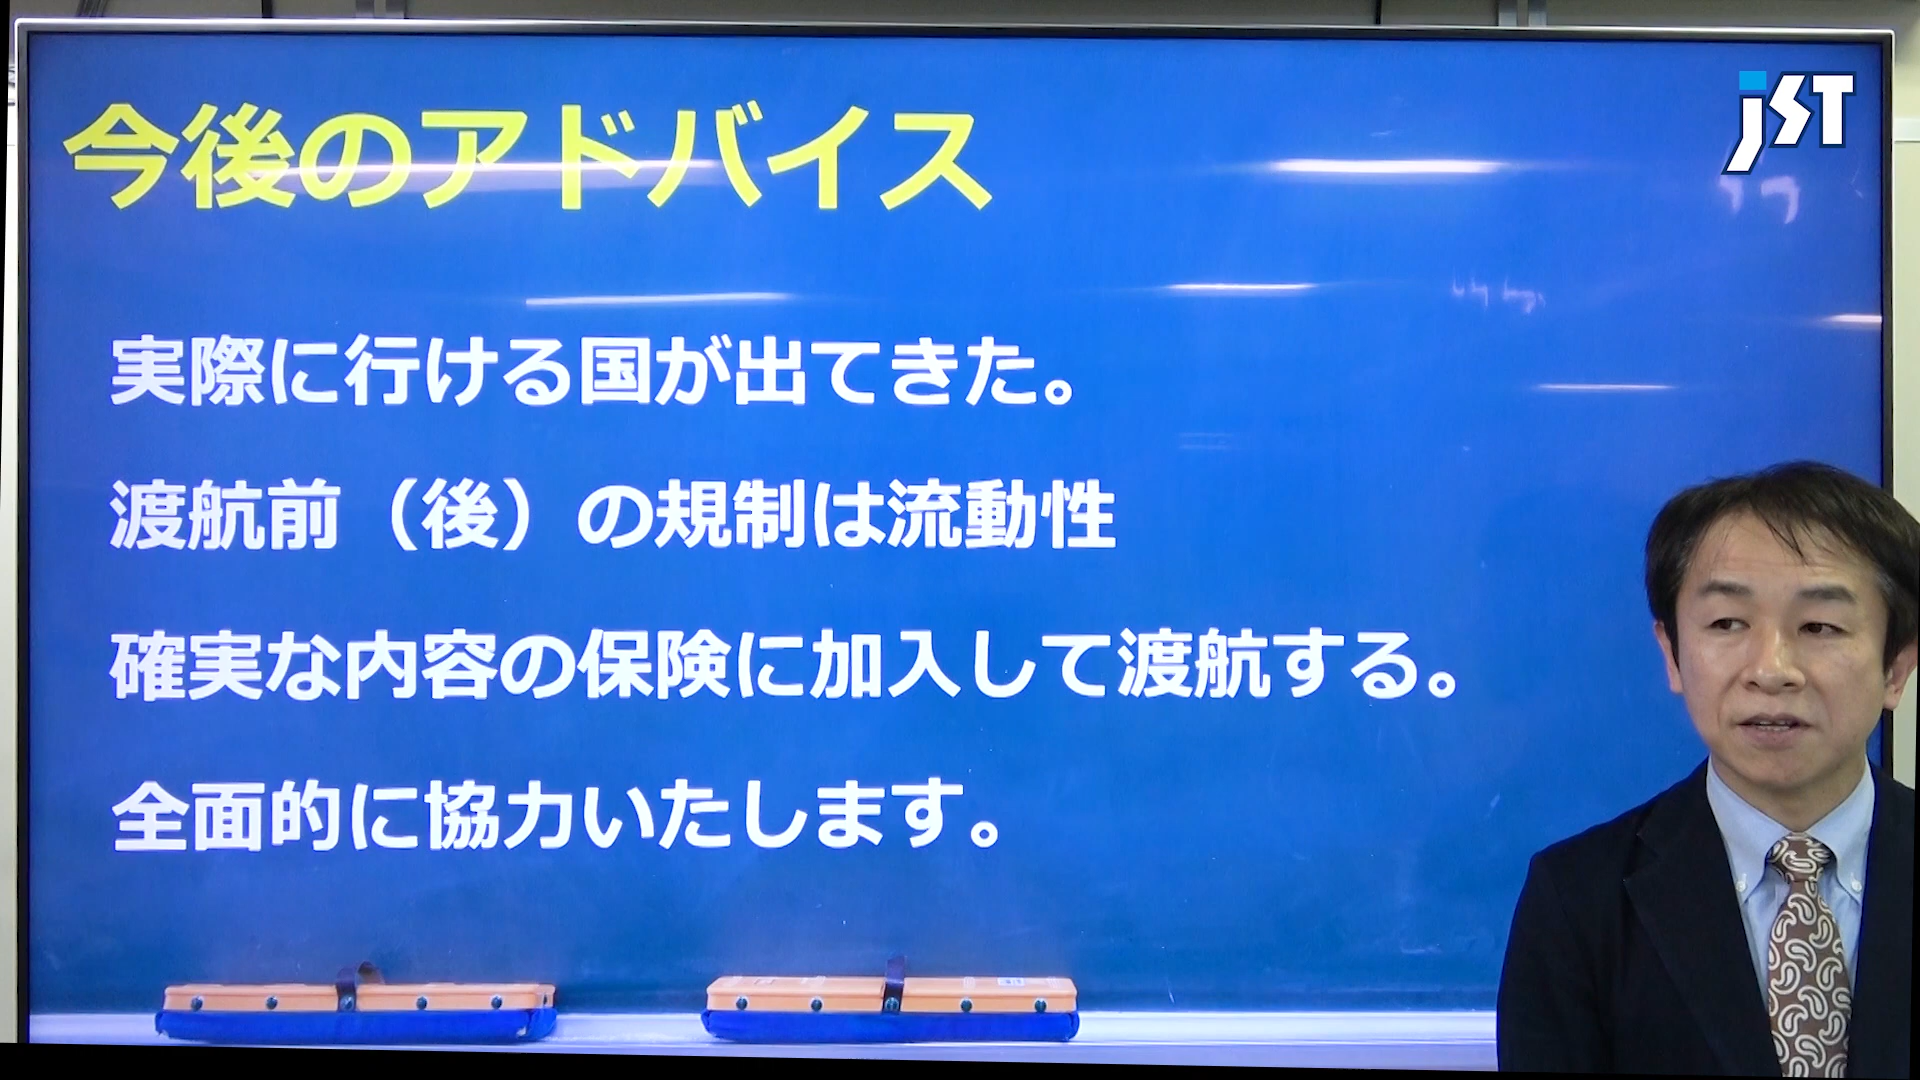 今後のアドバイス
jST
実際に行ける国が出てきた。
渡航前（後）の規制は流動性
確実な内容の保険に加入して渡航する。
全面的に協力いたします。